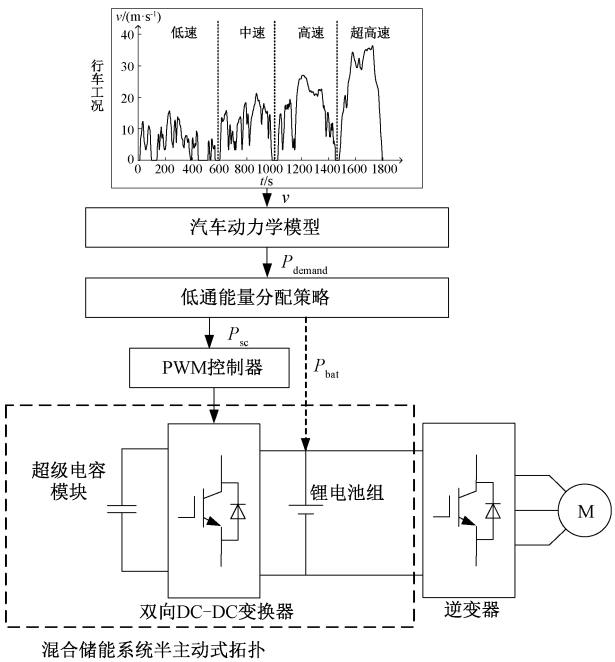 v/(m·s⁻¹)
低速
中速
高速
超高速
行车工况
40
30
20
10
0
0 200 400 600 800 1000 1200 1400 1600 1800
t/s
v
汽车动力学模型
P_demand
低通能量分配策略
P_sc
PWM控制器
P_bat
超级电容
模块
锂电池组
M
双向DC-DC变换器
逆变器
混合储能系统半主动式拓扑